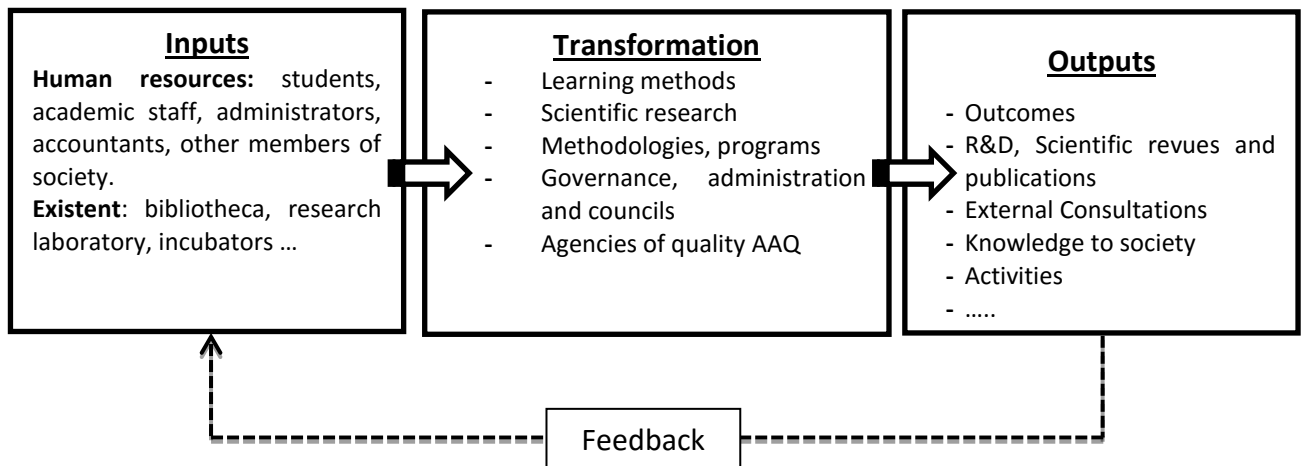 Inputs
Human resources: students,
academic staff, administrators,
accountants, other members of
society.
Existent: bibliotheca, research
laboratory, incubators ...
Transformation
- Learning methods
- Scientific research
- Methodologies, programs
- Governance, administration
and councils
- Agencies of quality AAQ
Outputs
- Outcomes
- R&D, Scientific revues and
publications
- External Consultations
- Knowledge to society
- Activities
- .....
Feedback